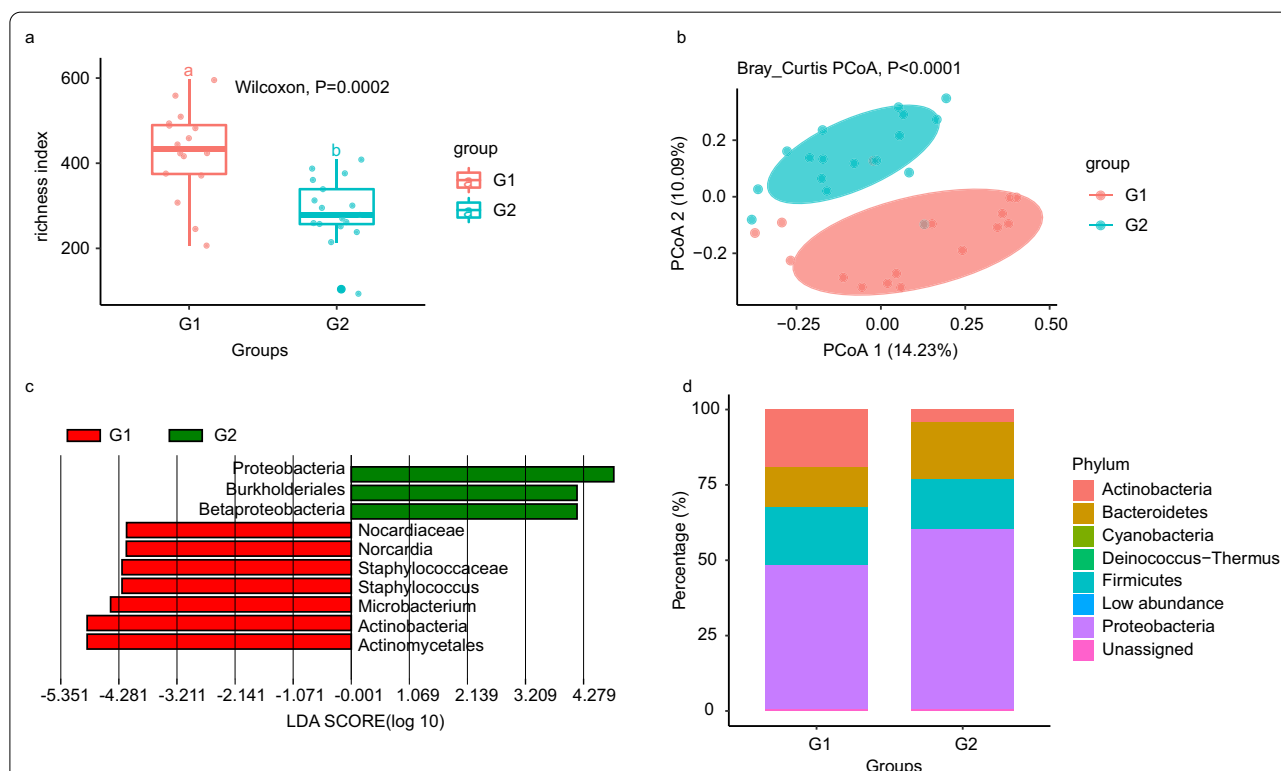 a
Wilcoxon, P=0.0002
a
b
600
400
200
richness index
G1
G2
Groups
group
a
G1
a
G2
b
Bray_Curtis PCoA, P<0.0001
0.2
0.0
−0.2
PCoA 2 (10.09%)
−0.25
0.00
0.25
0.50
PCoA 1 (14.23%)
group
G1
G2
c
G1
G2
Proteobacteria
Burkholderiales
Betaproteobacteria
Nocardiaceae
Norcardia
Staphylococcaceae
Staphylococcus
Microbacterium
Actinobacteria
Actinomycetales
-5.351 -4.281 -3.211 -2.141 -1.071 -0.001 1.069 2.139 3.209 4.279
LDA SCORE(log 10)
d
100
75
50
25
0
Percentage (%)
G1
G2
Groups
Phylum
Actinobacteria
Bacteroidetes
Cyanobacteria
Deinococcus−Thermus
Firmicutes
Low abundance
Proteobacteria
Unassigned